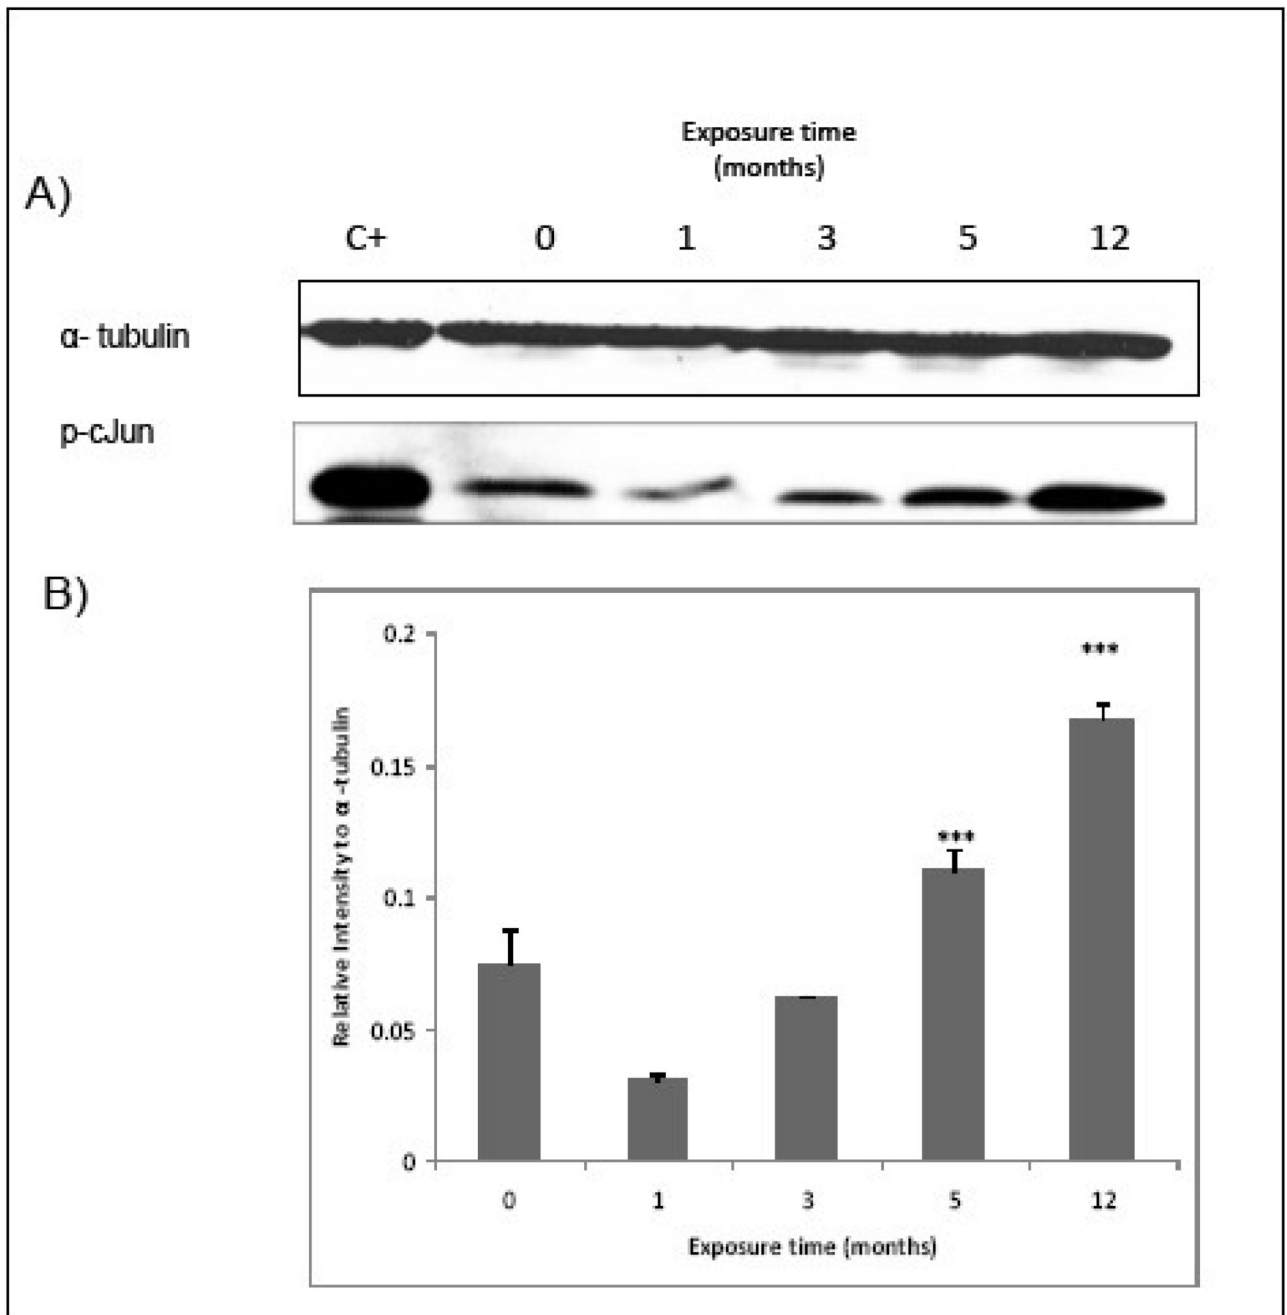 Exposure time
(months)
A)
C+ 0 1 3 5 12
α- tubulin
p-cJun
B)
0.2
0.15
0.1
0.05
0
Relative Intensity to α -tubulin
***
***
0 1 3 5 12
Exposure time (months)